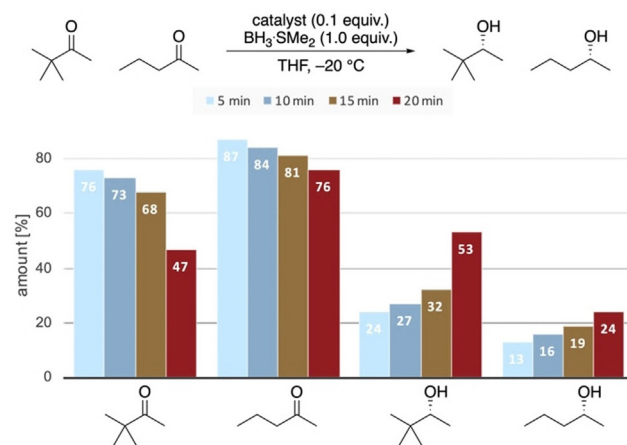 catalyst (0.1 equiv.)
BH₃·SMe₂ (1.0 equiv.)
THF, –20 °C
O
O
OH
OH
5 min 10 min 15 min 20 min
amount [%]
80
60
40
20
0
76 73 68 47
87 84 81 76
24 27 32 53
13 16 19 24
O
O
OH
OH